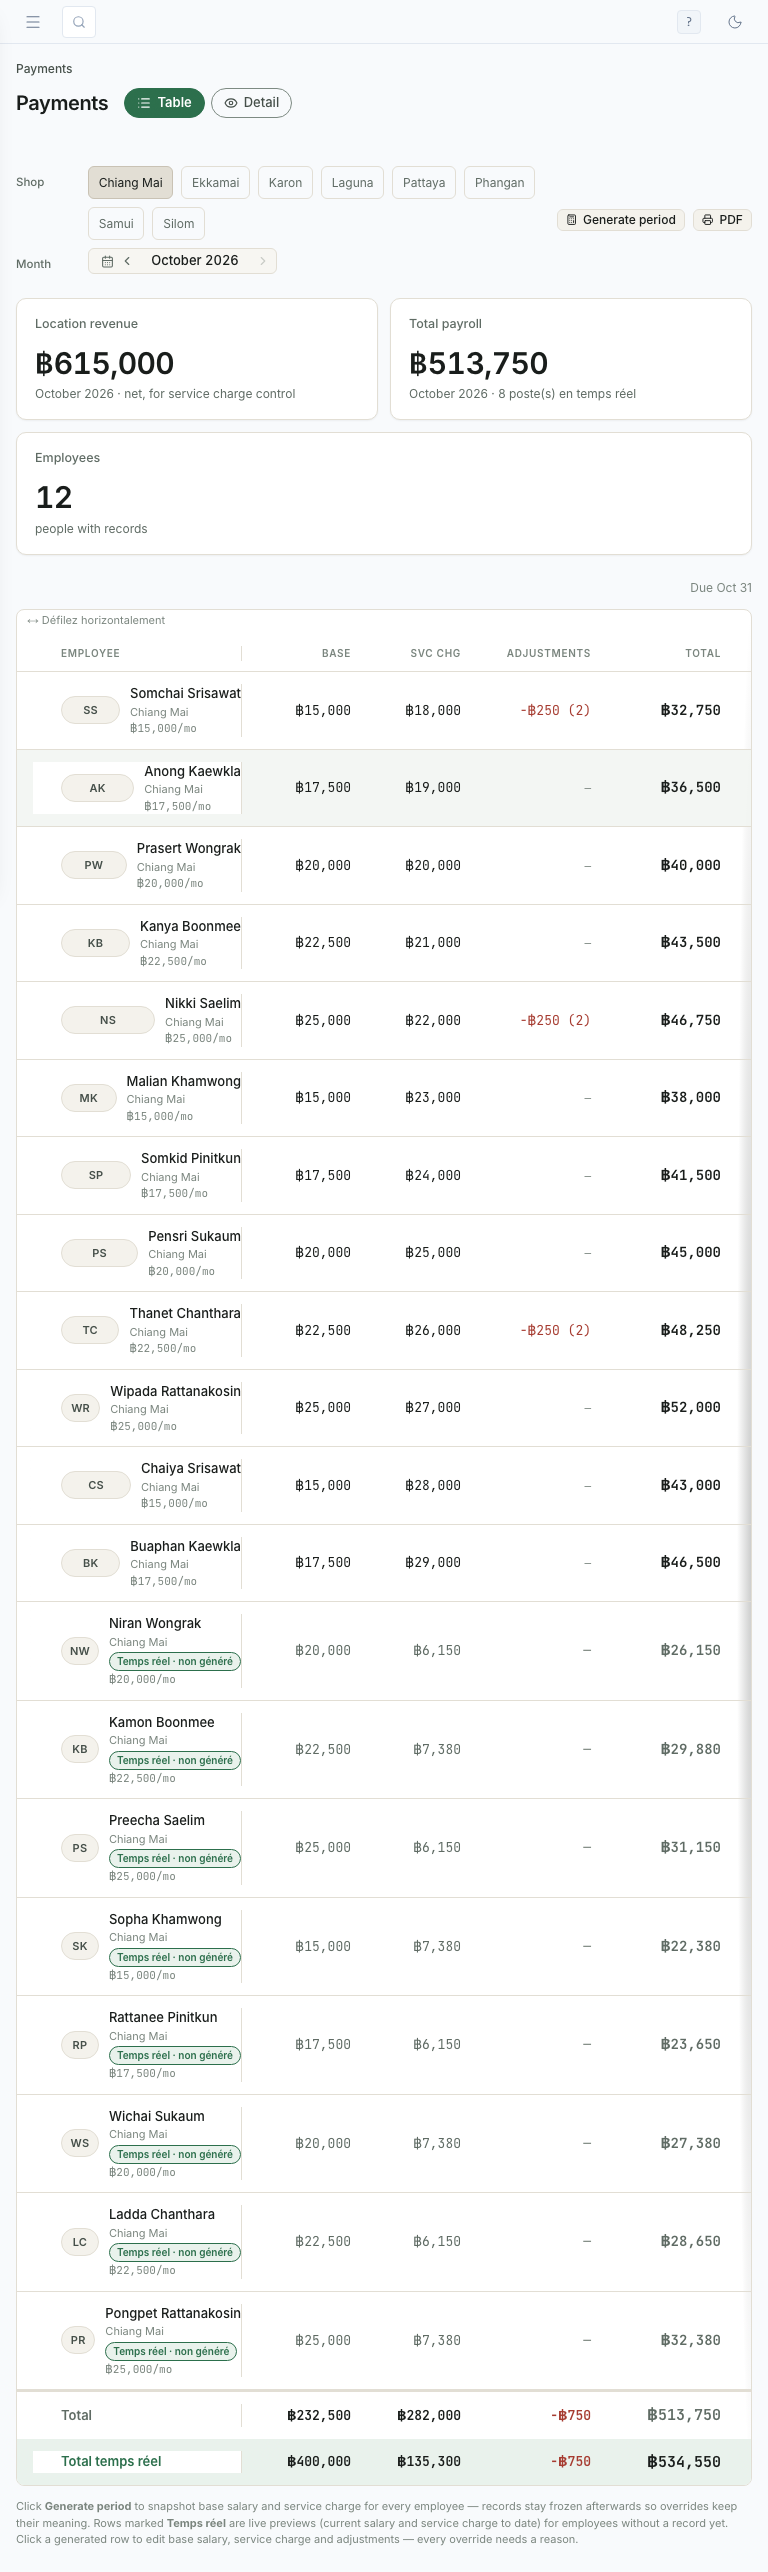 ?
Payments
Payments
Table
Detail
Shop
Chiang Mai
Ekkamai
Karon
Laguna
Pattaya
Phangan
Samui
Silom
Generate period
PDF
Month
October 2026
Location revenue
฿615,000
October 2026 · net, for service charge control
Total payroll
฿513,750
October 2026 · 8 poste(s) en temps réel
Employees
12
people with records
Due Oct 31
↔ Défilez horizontalement
EMPLOYEE BASE SVC CHG ADJUSTMENTS TOTAL
Somchai Srisawat
SS Chiang Mai ฿15,000 ฿18,000 -฿250 (2) ฿32,750
฿15,000/mo
Anong Kaewkla
AK Chiang Mai ฿17,500 ฿19,000 — ฿36,500
฿17,500/mo
Prasert Wongrak
PW Chiang Mai ฿20,000 ฿20,000 — ฿40,000
฿20,000/mo
Kanya Boonmee
KB Chiang Mai ฿22,500 ฿21,000 — ฿43,500
฿22,500/mo
Nikki Saelim
NS Chiang Mai ฿25,000 ฿22,000 -฿250 (2) ฿46,750
฿25,000/mo
Malian Khamwong
MK Chiang Mai ฿15,000 ฿23,000 — ฿38,000
฿15,000/mo
Somkid Pinitkun
SP Chiang Mai ฿17,500 ฿24,000 — ฿41,500
฿17,500/mo
Pensri Sukaum
PS Chiang Mai ฿20,000 ฿25,000 — ฿45,000
฿20,000/mo
Thanet Chanthara
TC Chiang Mai ฿22,500 ฿26,000 -฿250 (2) ฿48,250
฿22,500/mo
Wipada Rattanakosin
WR Chiang Mai ฿25,000 ฿27,000 — ฿52,000
฿25,000/mo
Chaiya Srisawat
CS Chiang Mai ฿15,000 ฿28,000 — ฿43,000
฿15,000/mo
Buaphan Kaewkla
BK Chiang Mai ฿17,500 ฿29,000 — ฿46,500
฿17,500/mo
Niran Wongrak
Chiang Mai
NW Temps réel · non généré ฿20,000 ฿6,150 — ฿26,150
฿20,000/mo
Kamon Boonmee
Chiang Mai
KB Temps réel · non généré ฿22,500 ฿7,380 — ฿29,880
฿22,500/mo
Preecha Saelim
Chiang Mai
PS Temps réel · non généré ฿25,000 ฿6,150 — ฿31,150
฿25,000/mo
Sopha Khamwong
Chiang Mai
SK Temps réel · non généré ฿15,000 ฿7,380 — ฿22,380
฿15,000/mo
Rattanee Pinitkun
Chiang Mai
RP Temps réel · non généré ฿17,500 ฿6,150 — ฿23,650
฿17,500/mo
Wichai Sukaum
Chiang Mai
WS Temps réel · non généré ฿20,000 ฿7,380 — ฿27,380
฿20,000/mo
Ladda Chanthara
Chiang Mai
LC Temps réel · non généré ฿22,500 ฿6,150 — ฿28,650
฿22,500/mo
Pongpet Rattanakosin
Chiang Mai
PR Temps réel · non généré ฿25,000 ฿7,380 — ฿32,380
฿25,000/mo
Total ฿232,500 ฿282,000 -฿750 ฿513,750
Total temps réel ฿400,000 ฿135,300 -฿750 ฿534,550
Click Generate period to snapshot base salary and service charge for every employee — records stay frozen afterwards so overrides keep
their meaning. Rows marked Temps réel are live previews (current salary and service charge to date) for employees without a record yet.
Click a generated row to edit base salary, service charge and adjustments — every override needs a reason.